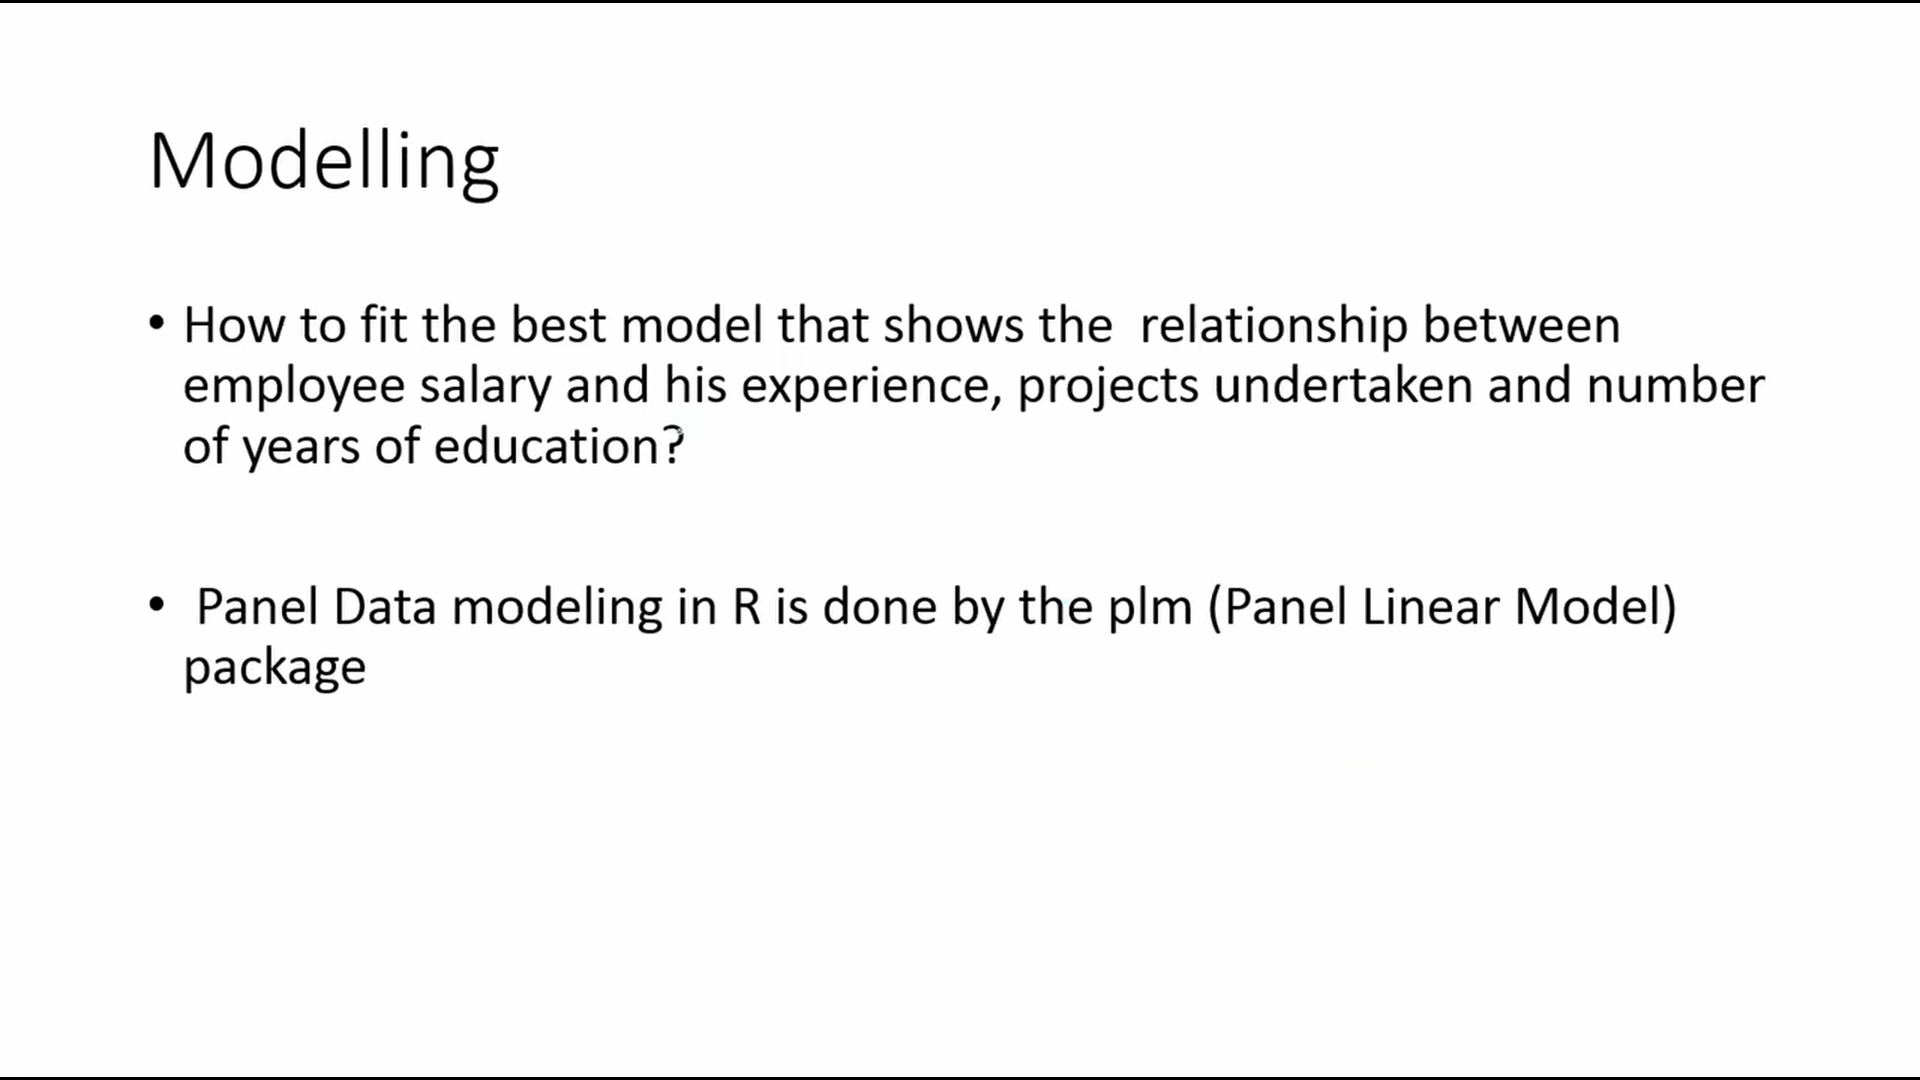 Modelling
• How to fit the best model that shows the  relationship between
employee salary and his experience, projects undertaken and number
of years of education?
•  Panel Data modeling in R is done by the plm (Panel Linear Model)
package